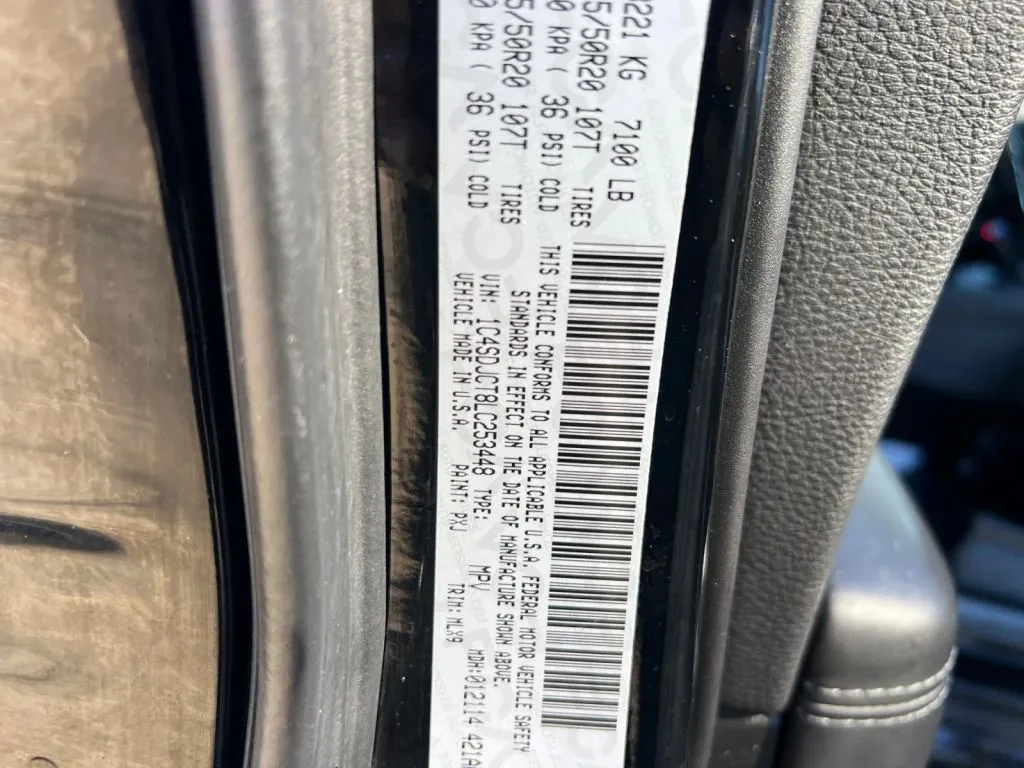 221 KG 7100 LB
5/50R20 107T TIRES
0 KPA ( 36 PSI) COLD
5/50R20 107T TIRES
0 KPA ( 36 PSI) COLD
THIS VEHICLE CONFORMS TO ALL APPLICABLE U.S.A. FEDERAL MOTOR VEHICLE SAFETY
STANDARDS IN EFFECT ON THE DATE OF MANUFACTURE SHOWN ABOVE.
VIN: 1C4SDJCT8LC253448 TYPE: MPV
VEHICLE MADE IN U.S.A. PAINT: PXJ TRIM: MLX9 MDH:012114 421A